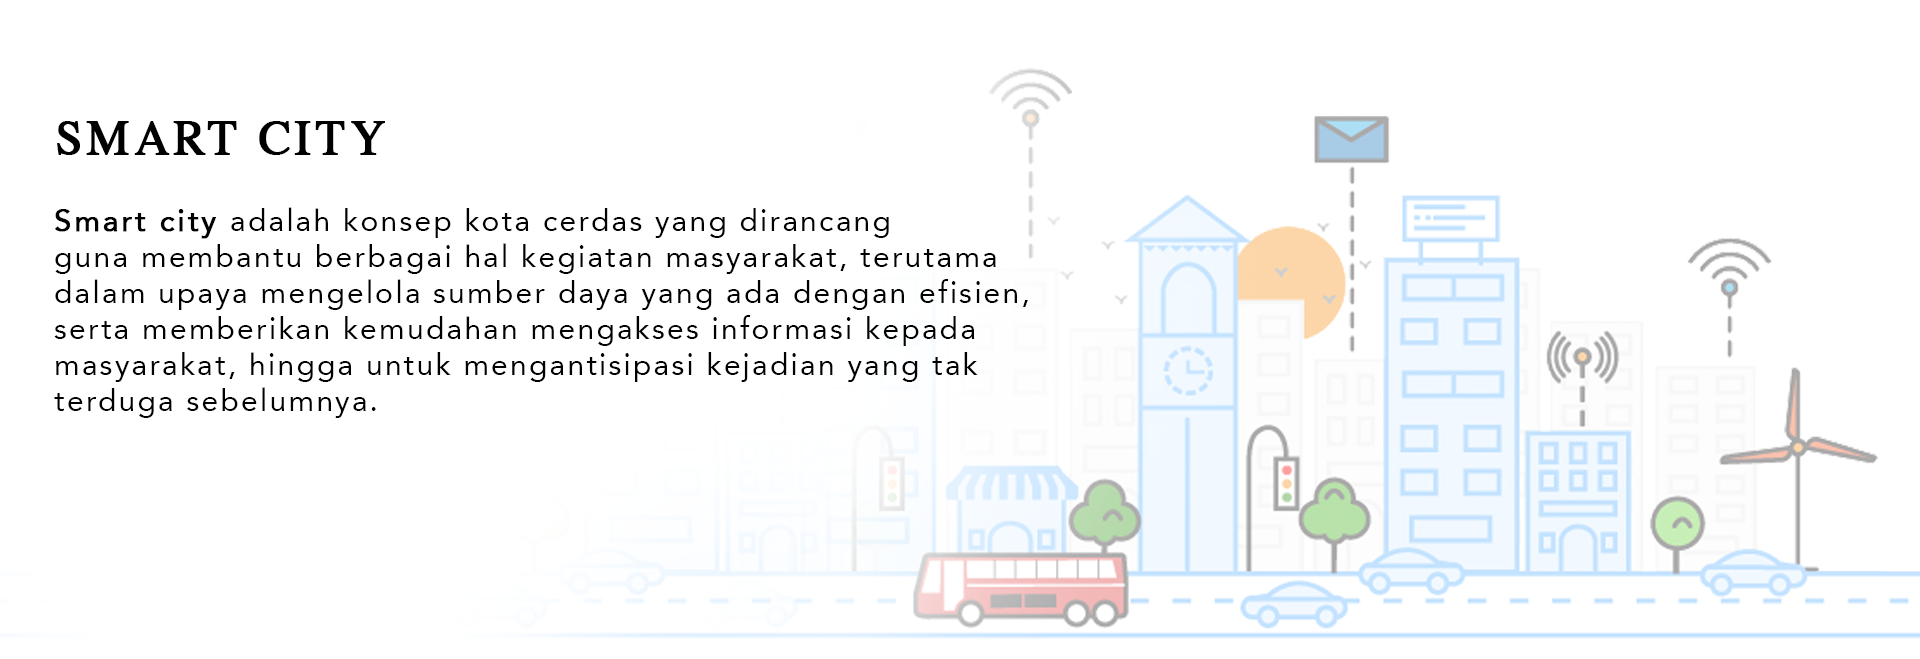 SMART CITY
Smart city adalah konsep kota cerdas yang dirancang
guna membantu berbagai hal kegiatan masyarakat, terutama
dalam upaya mengelola sumber daya yang ada dengan efisien,
serta memberikan kemudahan mengakses informasi kepada
masyarakat, hingga untuk mengantisipasi kejadian yang tak
terduga sebelumnya.